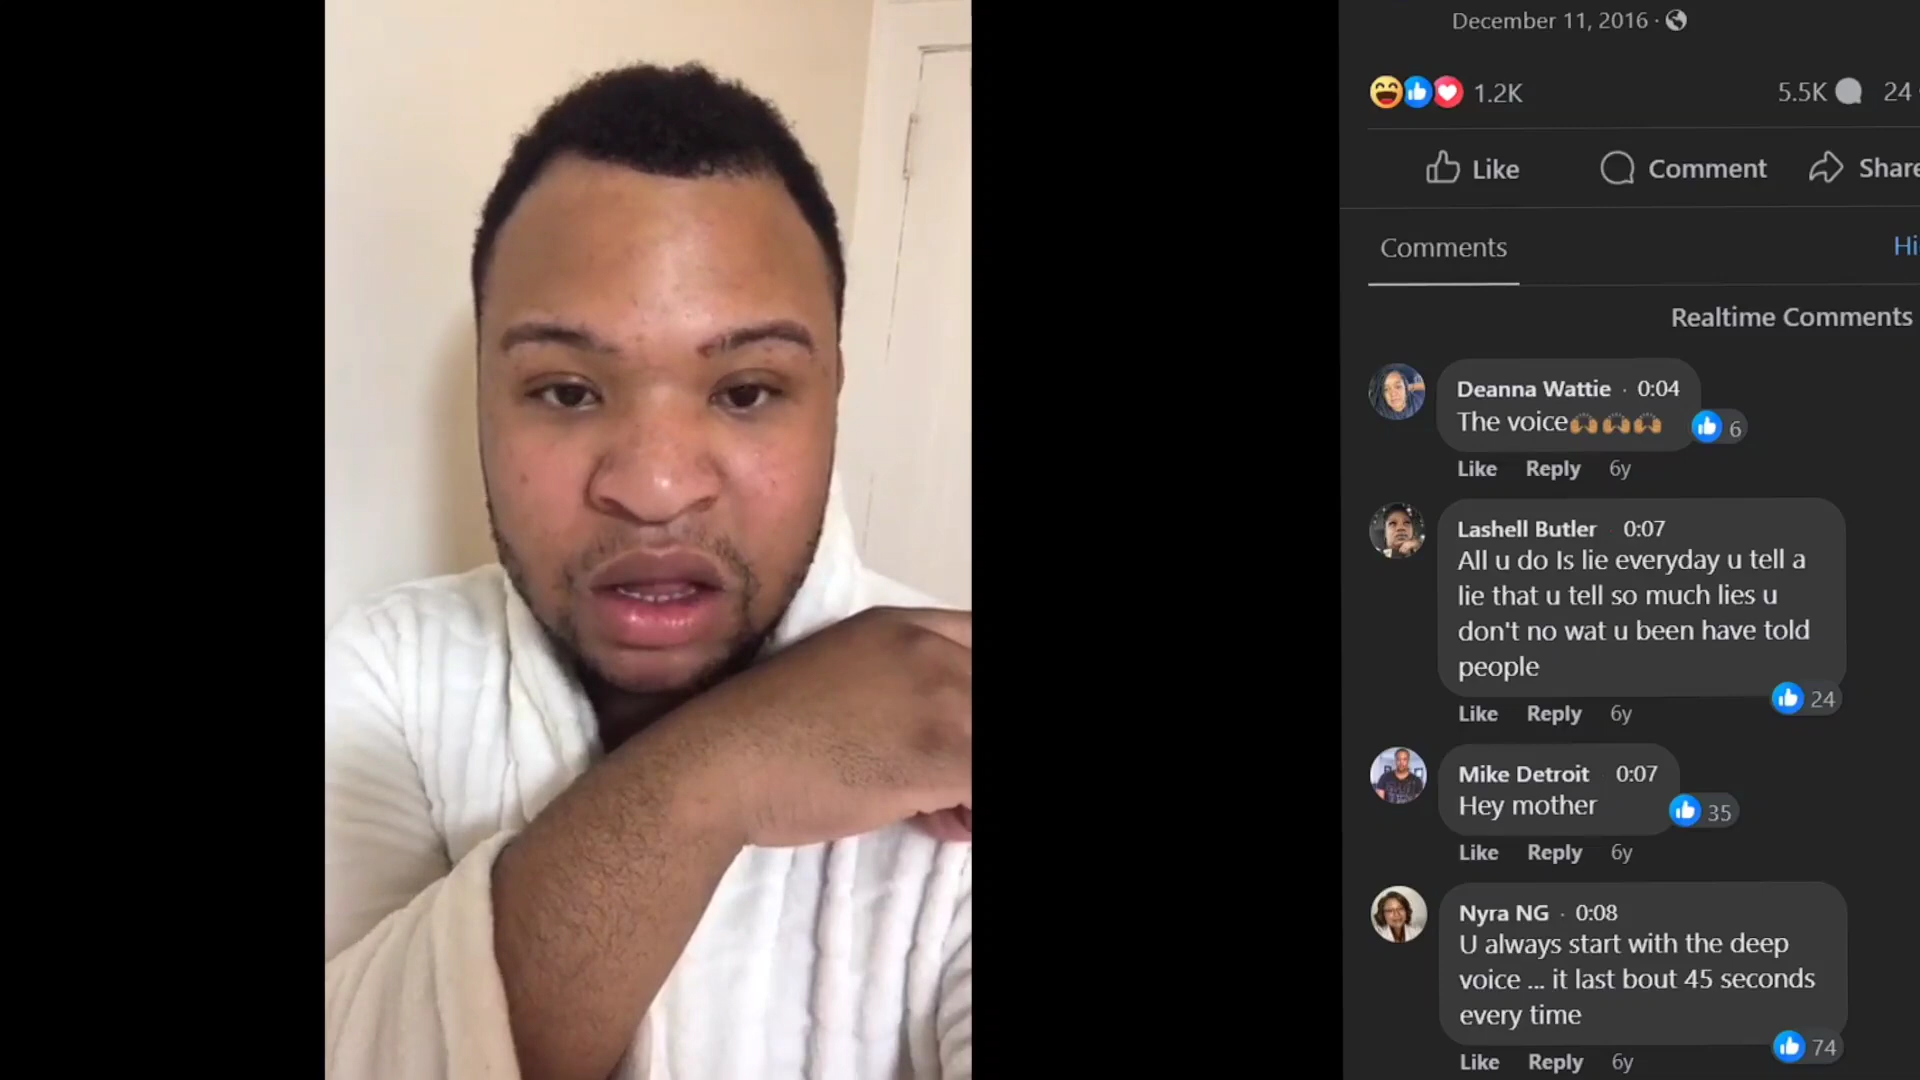 December 11, 2016 ·
1.2K
5.5K
24
Like
Comment
Share
Comments
Hi
Realtime Comments
Deanna Wattie · 0:04
The voice🙌🏽🙌🏽🙌🏽
6
Like Reply 6y
Lashell Butler 0:07
All u do Is lie everyday u tell a
lie that u tell so much lies u
don't no wat u been have told
people
24
Like Reply 6y
Mike Detroit 0:07
Hey mother
35
Like Reply 6y
Nyra NG · 0:08
U always start with the deep
voice ... it last bout 45 seconds
every time
74
Like Reply 6y